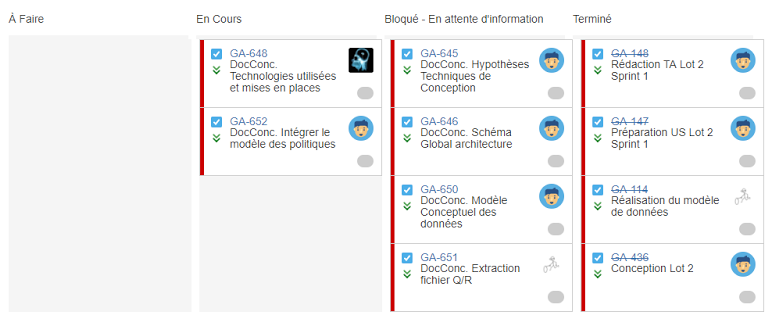 À Faire
En Cours
Bloqué - En attente d'information
Terminé
GA-648
DocConc.
Technologies utilisées
et mises en places
GA-652
DocConc. Intégrer le
modèle des politiques
GA-645
DocConc. Hypothèses
Techniques de
Conception
GA-646
DocConc. Schéma
Global architecture
GA-650
DocConc. Modèle
Conceptuel des
données
GA-651
DocConc. Extraction
fichier Q/R
GA-148
Rédaction TA Lot 2
Sprint 1
GA-147
Préparation US Lot 2
Sprint 1
GA-114
Réalisation du modèle
de données
GA-436
Conception Lot 2